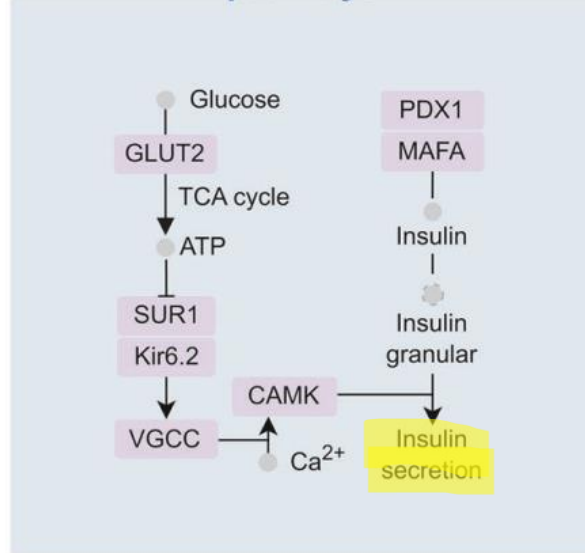 Glucose
GLUT2
TCA cycle
ATP
SUR1
Kir6.2
VGCC
CAMK
Ca²⁺
PDX1
MAFA
Insulin
Insulin
granular
Insulin
secretion